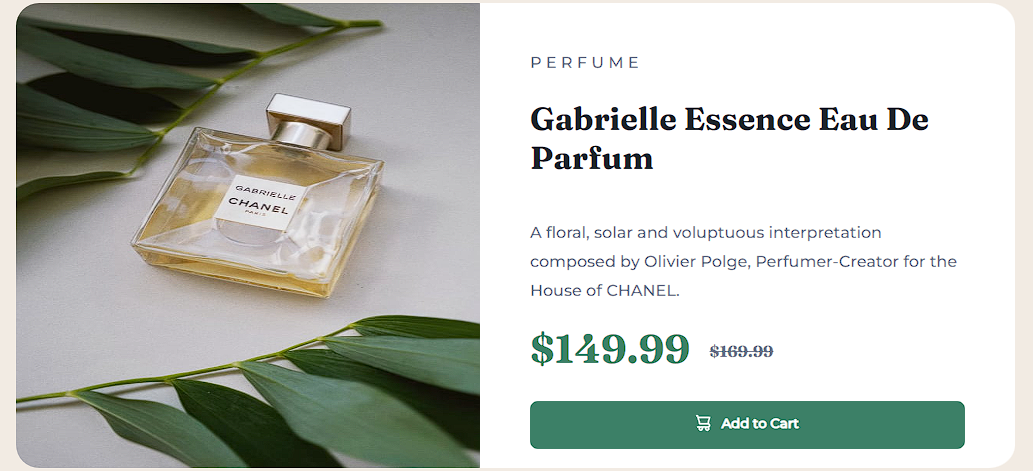 GABRIELLE
CHANEL
PARIS
PERFUME
Gabrielle Essence Eau De
Parfum
A floral, solar and voluptuous interpretation
composed by Olivier Polge, Perfumer-Creator for the
House of CHANEL.
$149.99 $169.99
Add to Cart